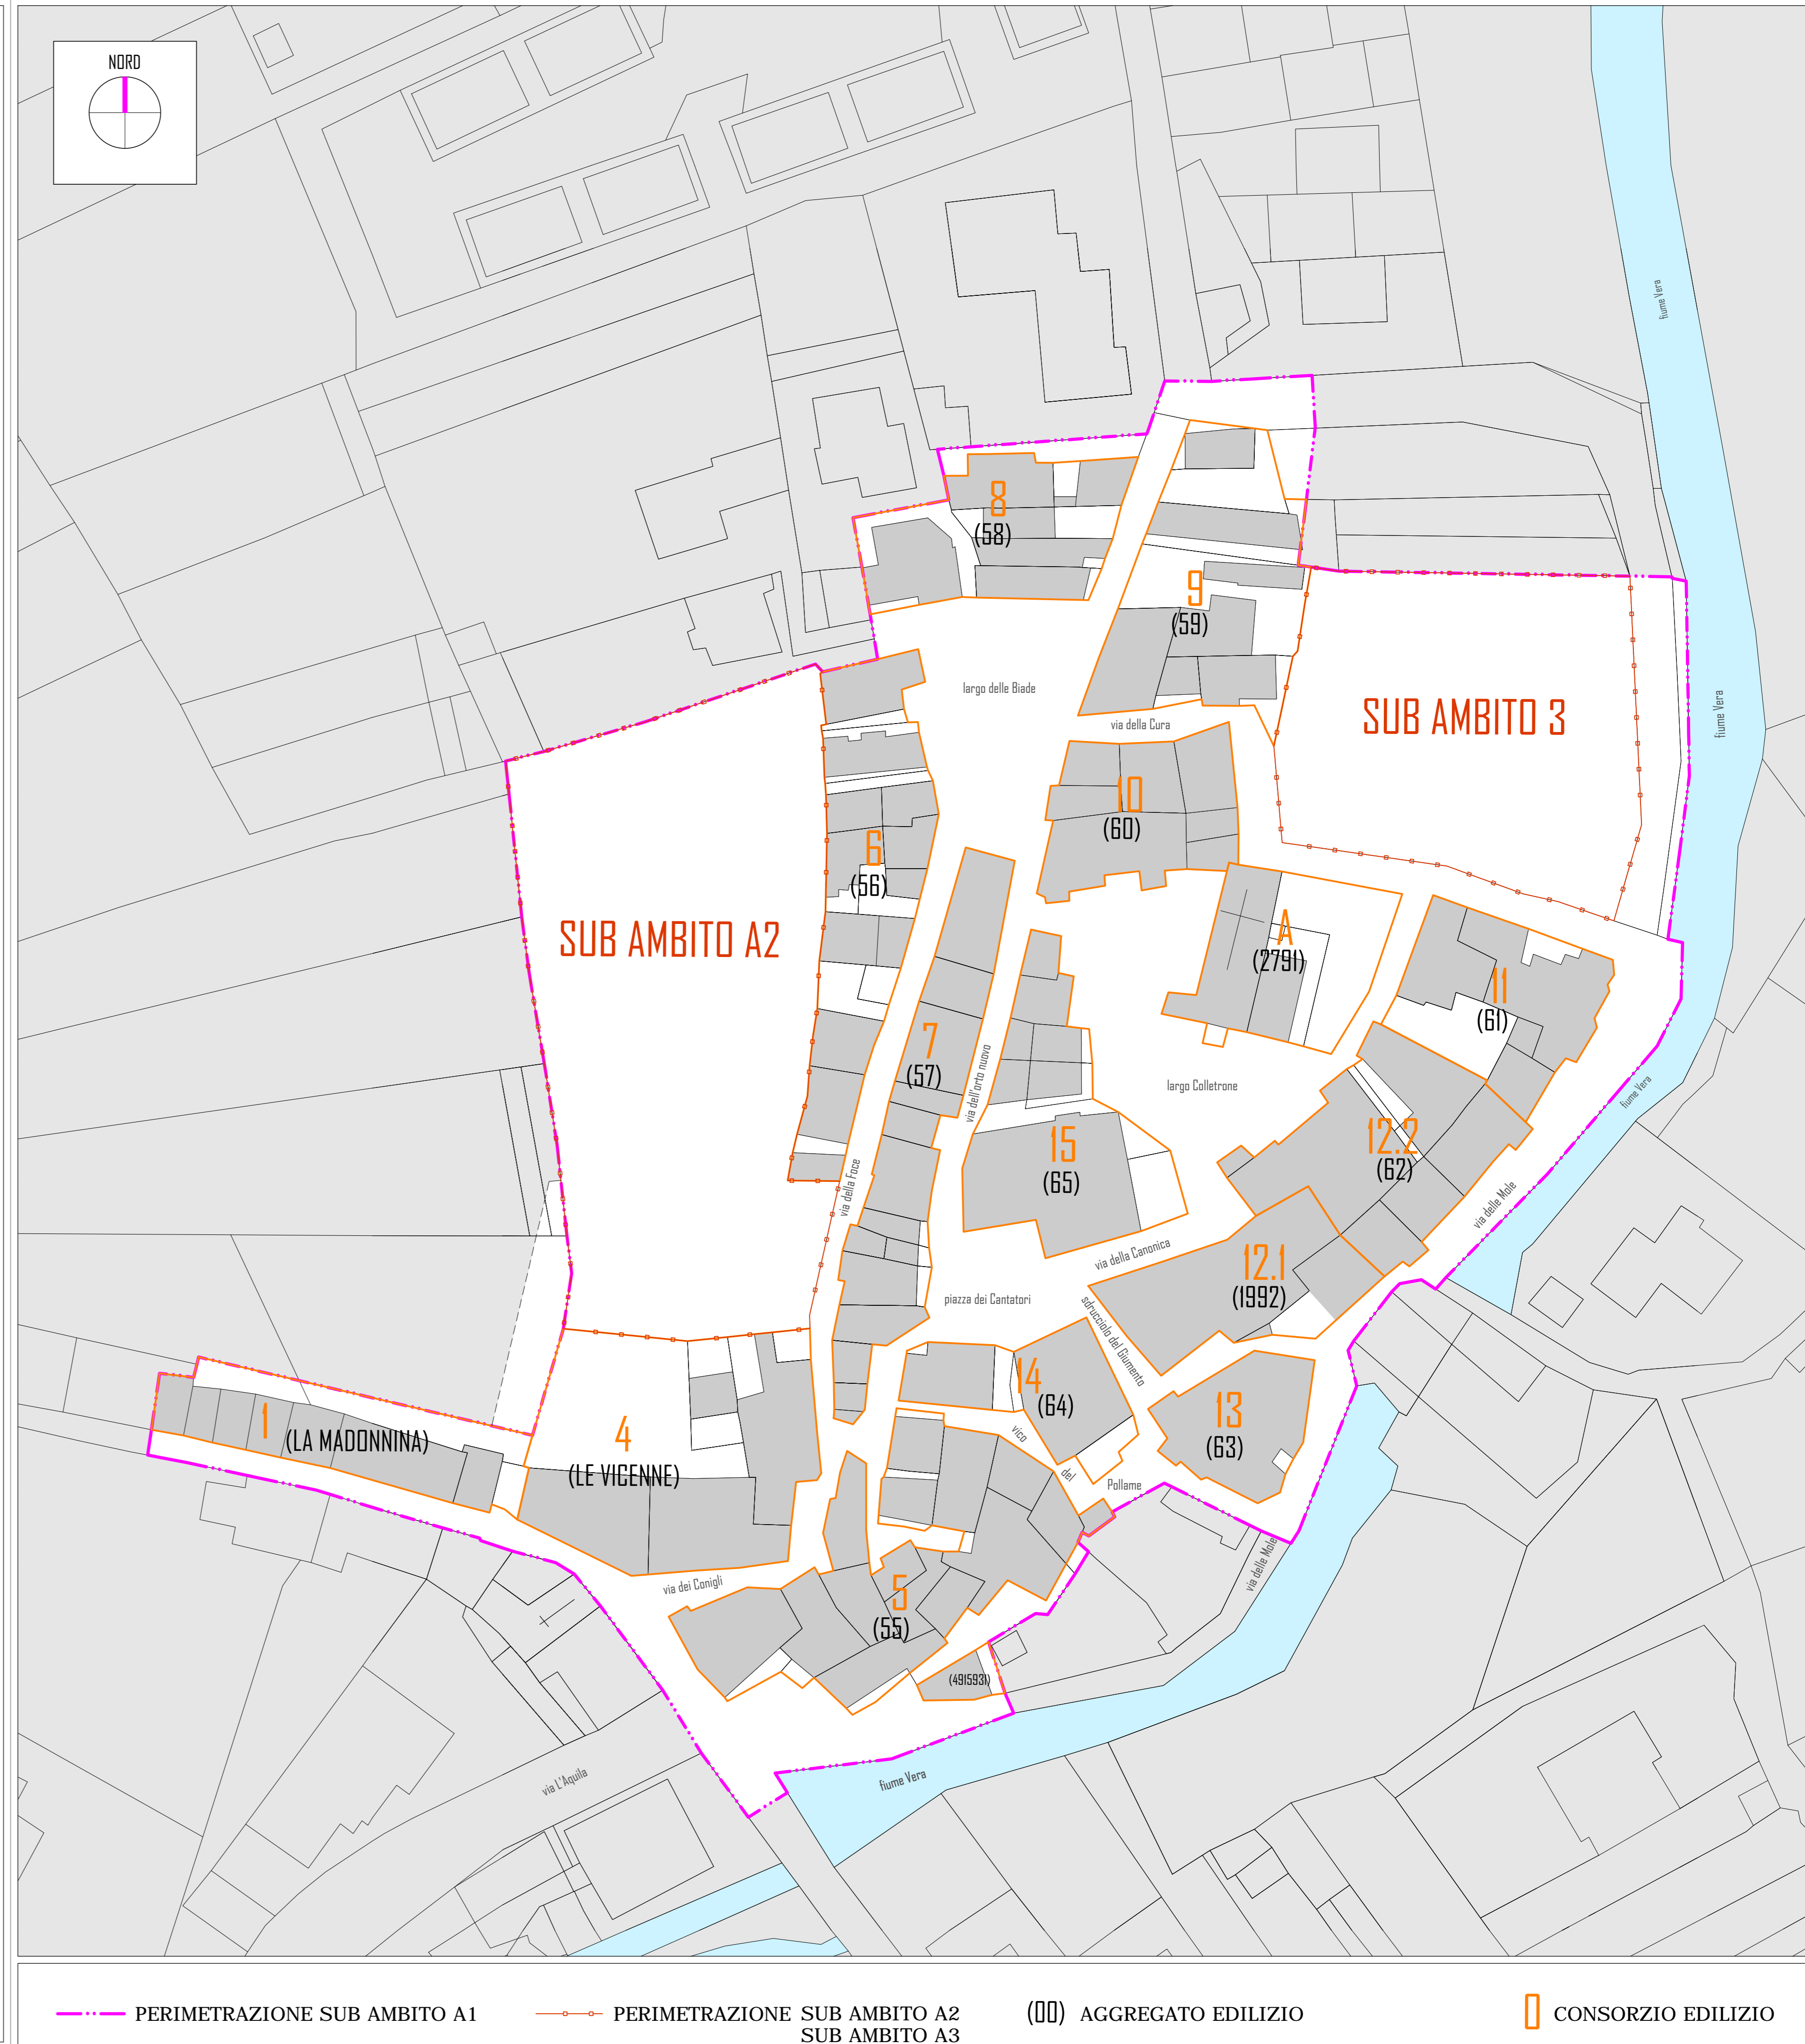 NORD
fiume Vera
8
(58)
9
(59)
largo delle Biade
via della Cura
SUB AMBITO 3
fiume Vera
10
(60)
6
(56)
SUB AMBITO A2
A
(2791)
11
(61)
7
(57)
via dell'orto nuovo
largo Colletrone
fiume Vera
15
(65)
12.2
(62)
via della Foce
via delle Mole
via della Canonica
12.1
(1992)
piazza dei Cantatori
sdrucciolo del Giumento
14
(64)
13
(63)
1
(LA MADONNINA)
4
(LE VICENNE)
vico
del
Pollame
via delle Mole
via dei Conigli
5
(55)
(4915931)
via L'Aquila
fiume Vera
PERIMETRAZIONE SUB AMBITO A1
PERIMETRAZIONE SUB AMBITO A2
SUB AMBITO A3
(00) AGGREGATO EDILIZIO
0 CONSORZIO EDILIZIO